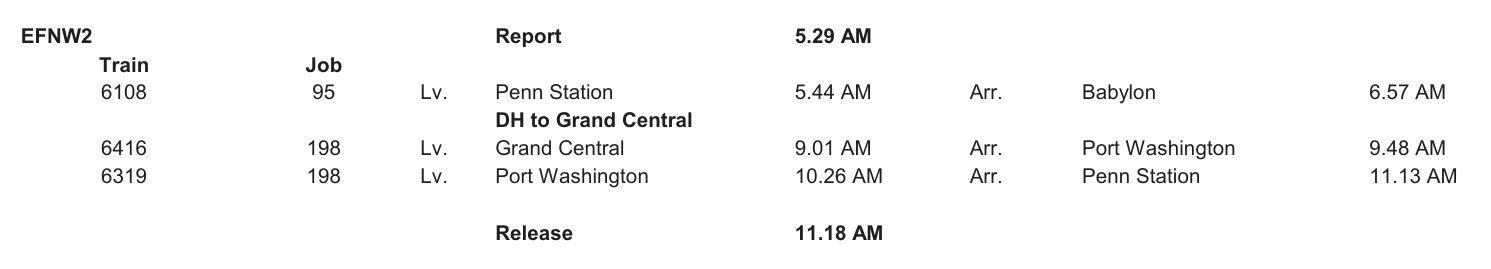 EFNW2 Report 5.29 AM
Train Job
6108 95 Lv. Penn Station 5.44 AM Arr. Babylon 6.57 AM
DH to Grand Central
6416 198 Lv. Grand Central 9.01 AM Arr. Port Washington 9.48 AM
6319 198 Lv. Port Washington 10.26 AM Arr. Penn Station 11.13 AM
Release 11.18 AM